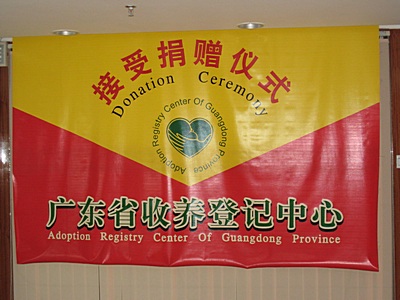 接受捐赠仪式
Donation Ceremony
Adoption Registry Center Of Guangdong Province
广东省收养登记中心
Adoption Registry Center Of Guangdong Province